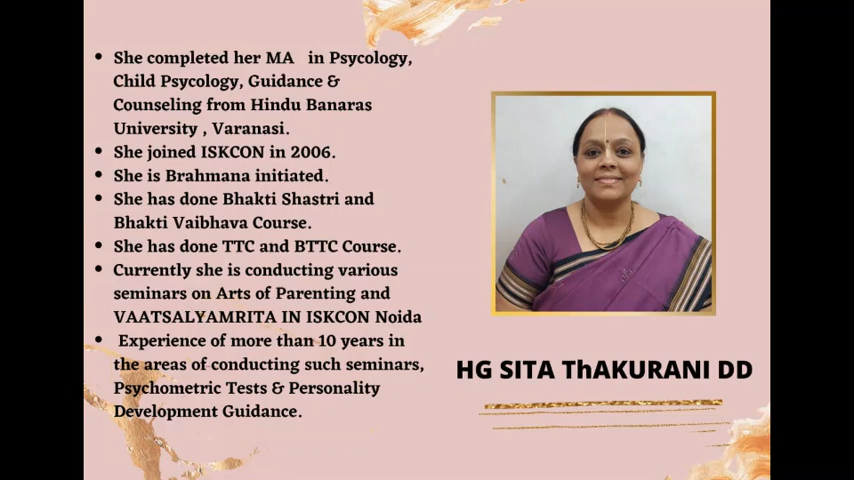 She completed her MA in Psycology,
Child Psycology, Guidance &
Counseling from Hindu Banaras
University , Varanasi.
She joined ISKCON in 2006.
She is Brahmana initiated.
She has done Bhakti Shastri and
Bhakti Vaibhava Course.
She has done TTC and BTTC Course.
Currently she is conducting various
seminars on Arts of Parenting and
VAATSALYAMRITA IN ISKCON Noida
Experience of more than 10 years in
the areas of conducting such seminars,
Psychometric Tests & Personality
Development Guidance.
HG SITA ThAKURANI DD